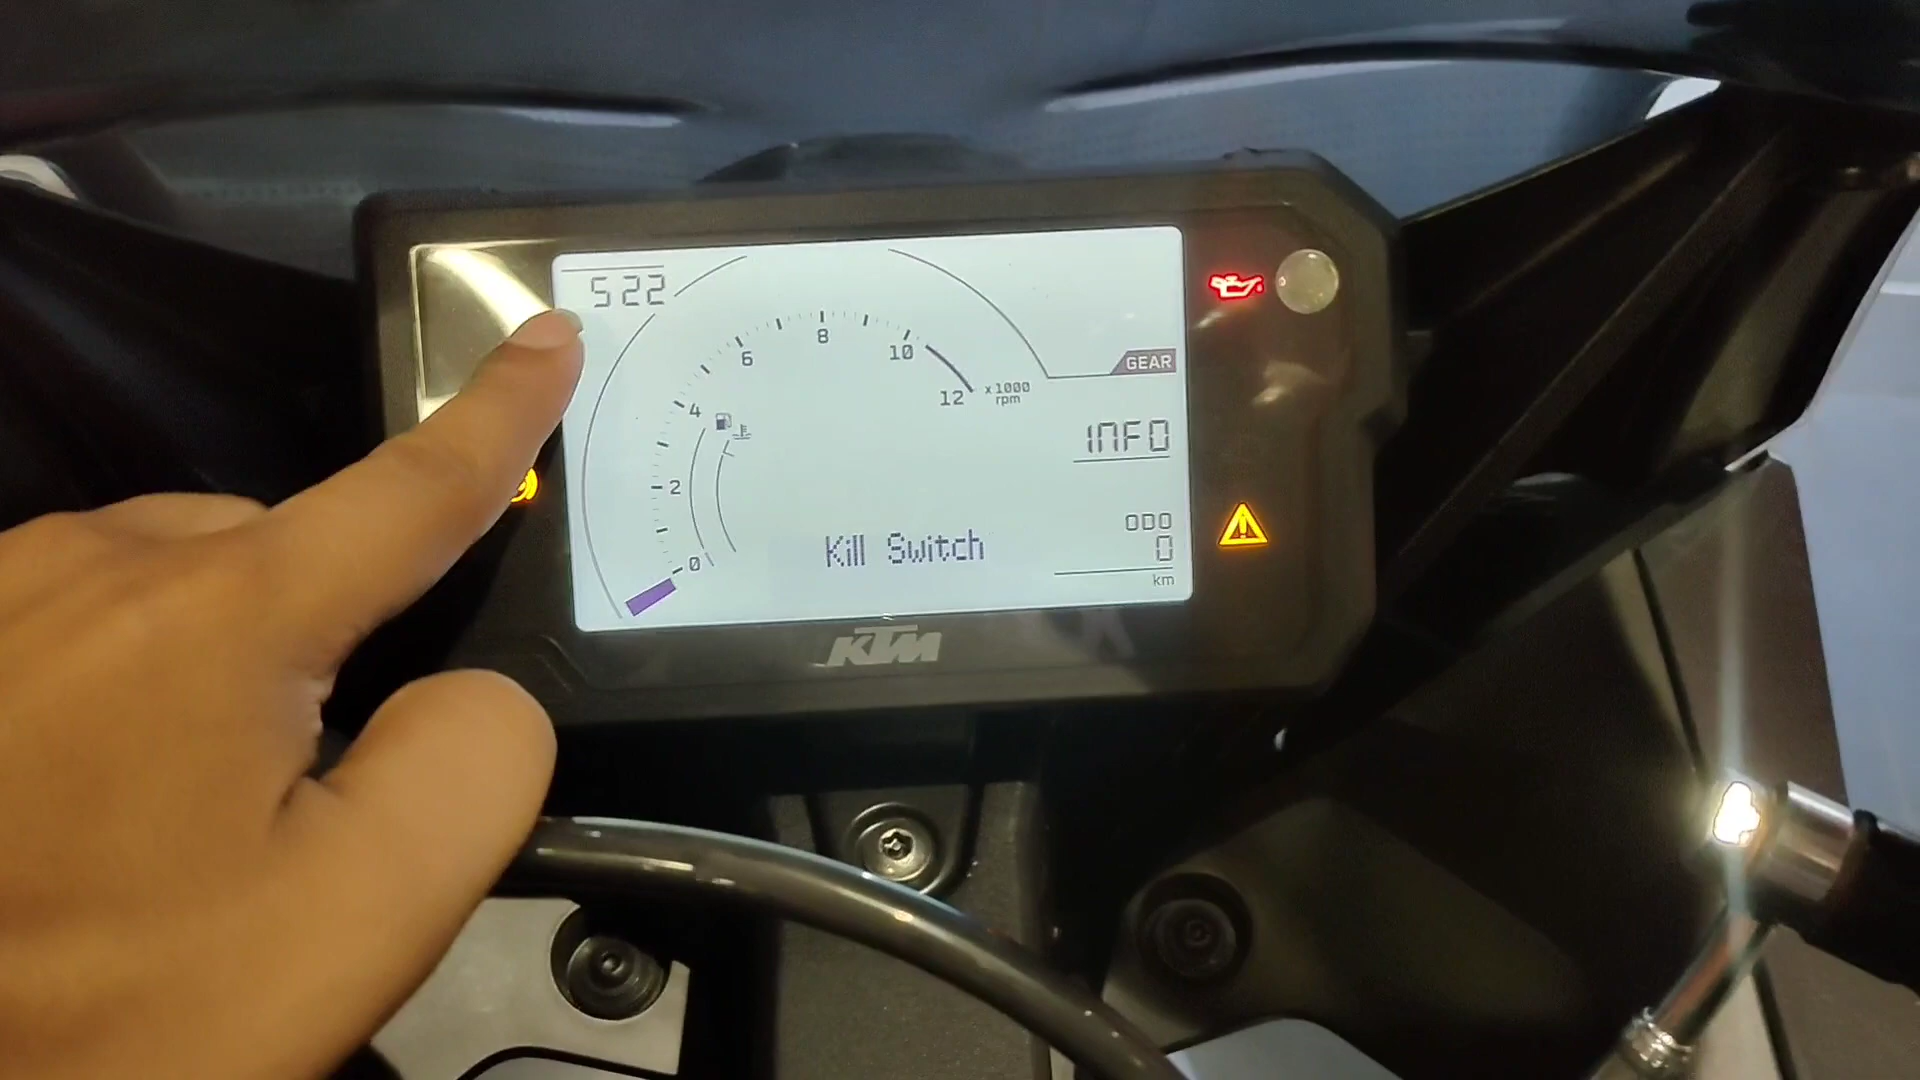 522
8
6
10
4
12
x1000
rpm
GEAR
INFO
2
ODO
0
0
Kill Switch
km
KTM